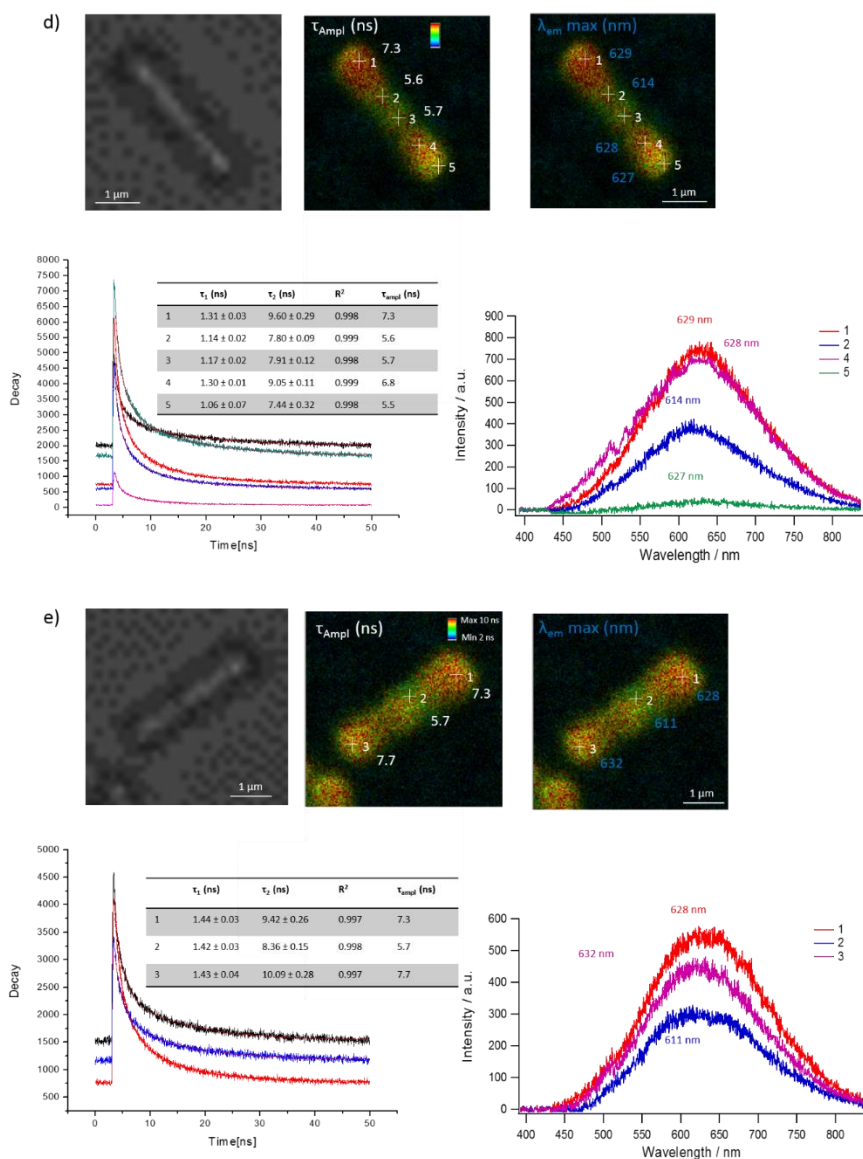 d)
1 μm
τAmpl (ns)
7.3
1
5.6
2
5.7
3
4
5
λem max (nm)
629
1
614
2
3
628
4
5
627
1 μm
8000
7500
7000
6500
6000
5500
5000
4500
4000
3500
3000
2500
2000
1500
1000
500
0
Decay
0 10 20 30 40 50
Time[ns]
τ1 (ns) τ2 (ns) R2 τampl (ns)
1 1.31 ± 0.03 9.60 ± 0.29 0.998 7.3
2 1.14 ± 0.02 7.80 ± 0.09 0.999 5.6
3 1.17 ± 0.02 7.91 ± 0.12 0.998 5.7
4 1.30 ± 0.01 9.05 ± 0.11 0.999 6.8
5 1.06 ± 0.07 7.44 ± 0.32 0.998 5.5
900
800
700
600
500
400
300
200
100
0
Intensity / a.u.
629 nm
628 nm
614 nm
627 nm
1
2
4
5
400 450 500 550 600 650 700 750 800
Wavelength / nm
e)
1 μm
τAmpl (ns)
Max 10 ns
Min 2 ns
1
2
7.3
5.7
3
7.7
λem max (nm)
1
628
2
611
3
632
1 μm
5000
4500
4000
3500
3000
2500
2000
1500
1000
500
Decay
0 10 20 30 40 50
Time[ns]
τ1 (ns) τ2 (ns) R2 τampl (ns)
1 1.44 ± 0.03 9.42 ± 0.26 0.997 7.3
2 1.42 ± 0.03 8.36 ± 0.15 0.998 5.7
3 1.43 ± 0.04 10.09 ± 0.28 0.997 7.7
600
500
400
300
200
100
0
Intensity / a.u.
628 nm
632 nm
611 nm
1
2
3
400 450 500 550 600 650 700 750 800
Wavelength / nm